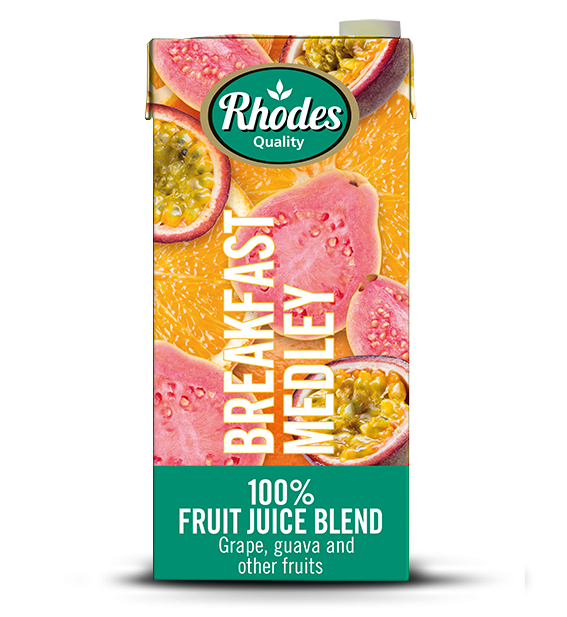 Rhodes
Quality
BREAKFAST
MEDLEY
100%
FRUIT JUICE BLEND
Grape, guava and
other fruits